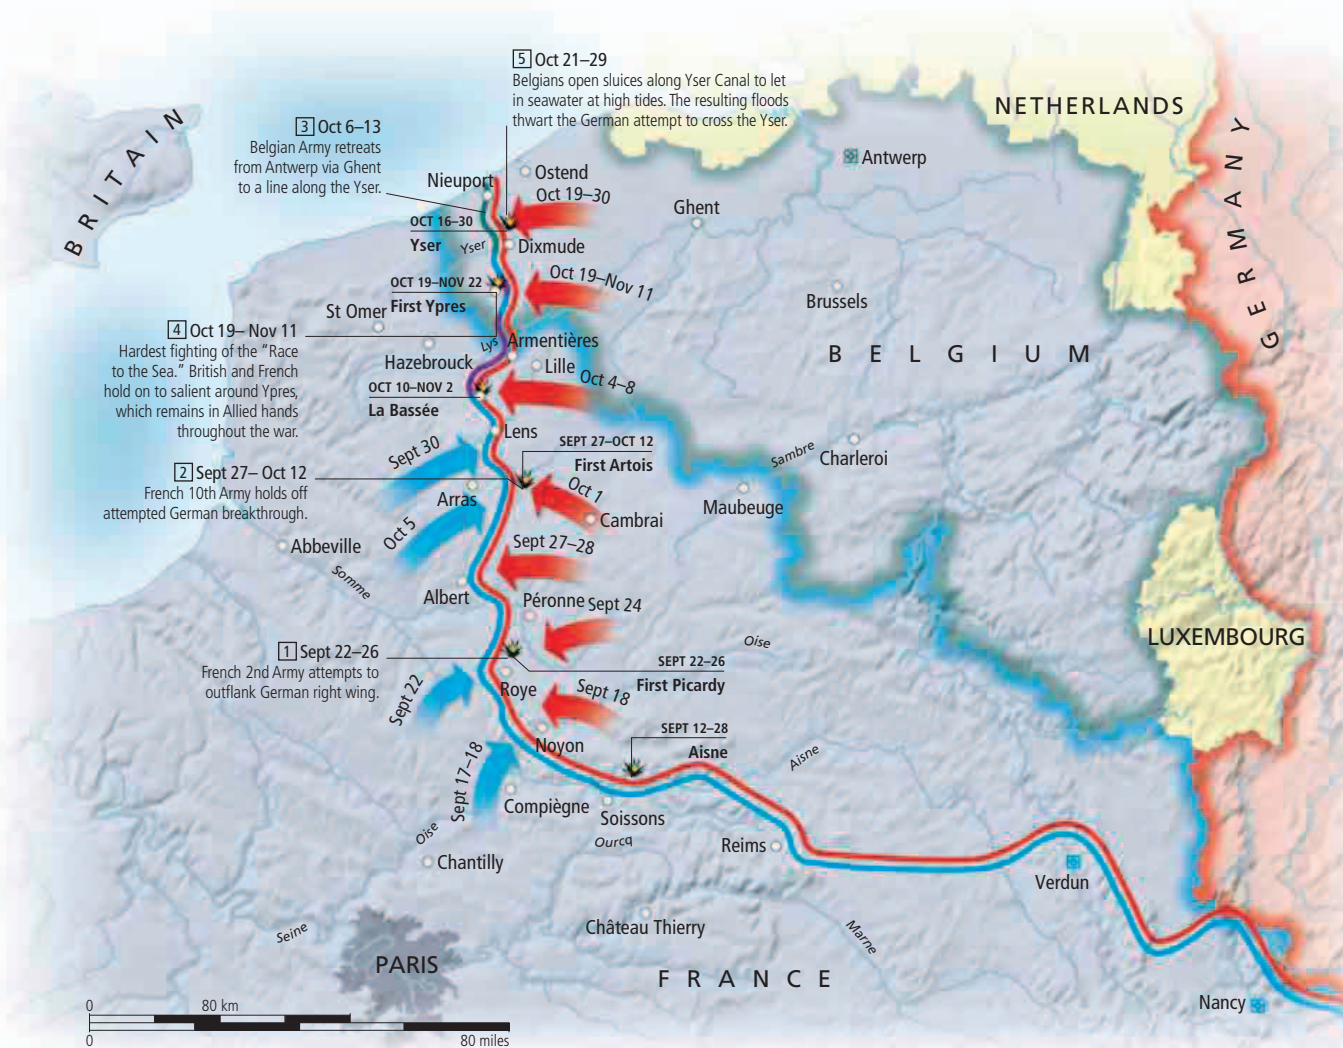 5 Oct 21–29
Belgians open sluices along Yser Canal to let
in seawater at high tides. The resulting floods
thwart the German attempt to cross the Yser.
NETHERLANDS
BRITAIN
GERMANY
3 Oct 6–13
Belgian Army retreats
from Antwerp via Ghent
to a line along the Yser.
Antwerp
Ostend
Nieuport
Oct 19–30
Ghent
OCT 16–30
Yser
Yser
Dixmude
Oct 19–Nov 11
OCT 19–NOV 22
First Ypres
Brussels
St Omer
4 Oct 19– Nov 11
Hardest fighting of the “Race
to the Sea.” British and French
hold on to salient around Ypres,
which remains in Allied hands
throughout the war.
Lys
Armentières
BELGIUM
Hazebrouck
Lille
Oct 4–8
OCT 10–NOV 2
La Bassée
Lens
Sept 30
SEPT 27–OCT 12
First Artois
Sambre
Charleroi
2 Sept 27– Oct 12
French 10th Army holds off
attempted German breakthrough.
Arras
Oct 1
Maubeuge
Cambrai
Oct 5
Abbeville
Sept 27–28
Somme
Albert
Péronne
Sept 24
LUXEMBOURG
Oise
1 Sept 22–26
French 2nd Army attempts to
outflank German right wing.
SEPT 22–26
First Picardy
Sept 22
Roye
Sept 18
SEPT 12–28
Aisne
Noyon
Aisne
Sept 17–18
Compiègne
Soissons
Oise
Ourcq
Reims
Chantilly
Verdun
Château Thierry
Marne
Seine
PARIS
FRANCE
Nancy
0 80 km
0 80 miles